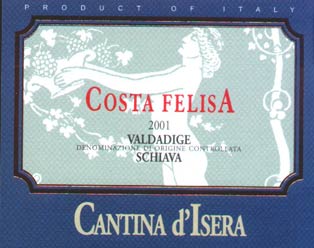 PRODUCT OF ITALY
COSTA FELISA
2001
VALDADIGE
DENOMINAZIONE DI ORIGINE CONTROLLATA
SCHIAVA
CANTINA d'ISERA